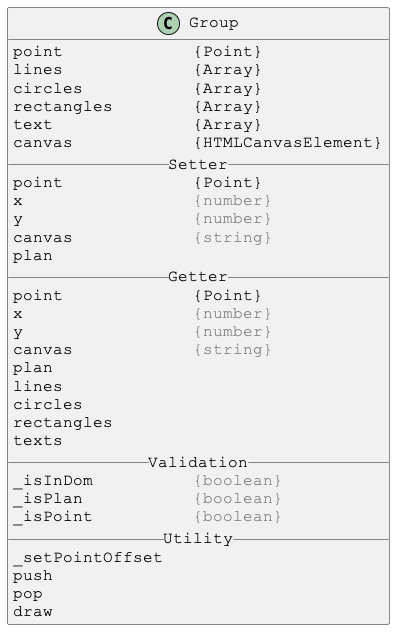 C Group
point {Point}
lines {Array}
circles {Array}
rectangles {Array}
text {Array}
canvas {HTMLCanvasElement}
Setter
point {Point}
x {number}
y {number}
canvas {string}
plan
Getter
point {Point}
x {number}
y {number}
canvas {string}
plan
lines
circles
rectangles
texts
Validation
_isInDom {boolean}
_isPlan {boolean}
_isPoint {boolean}
Utility
_setPointOffset
push
pop
draw